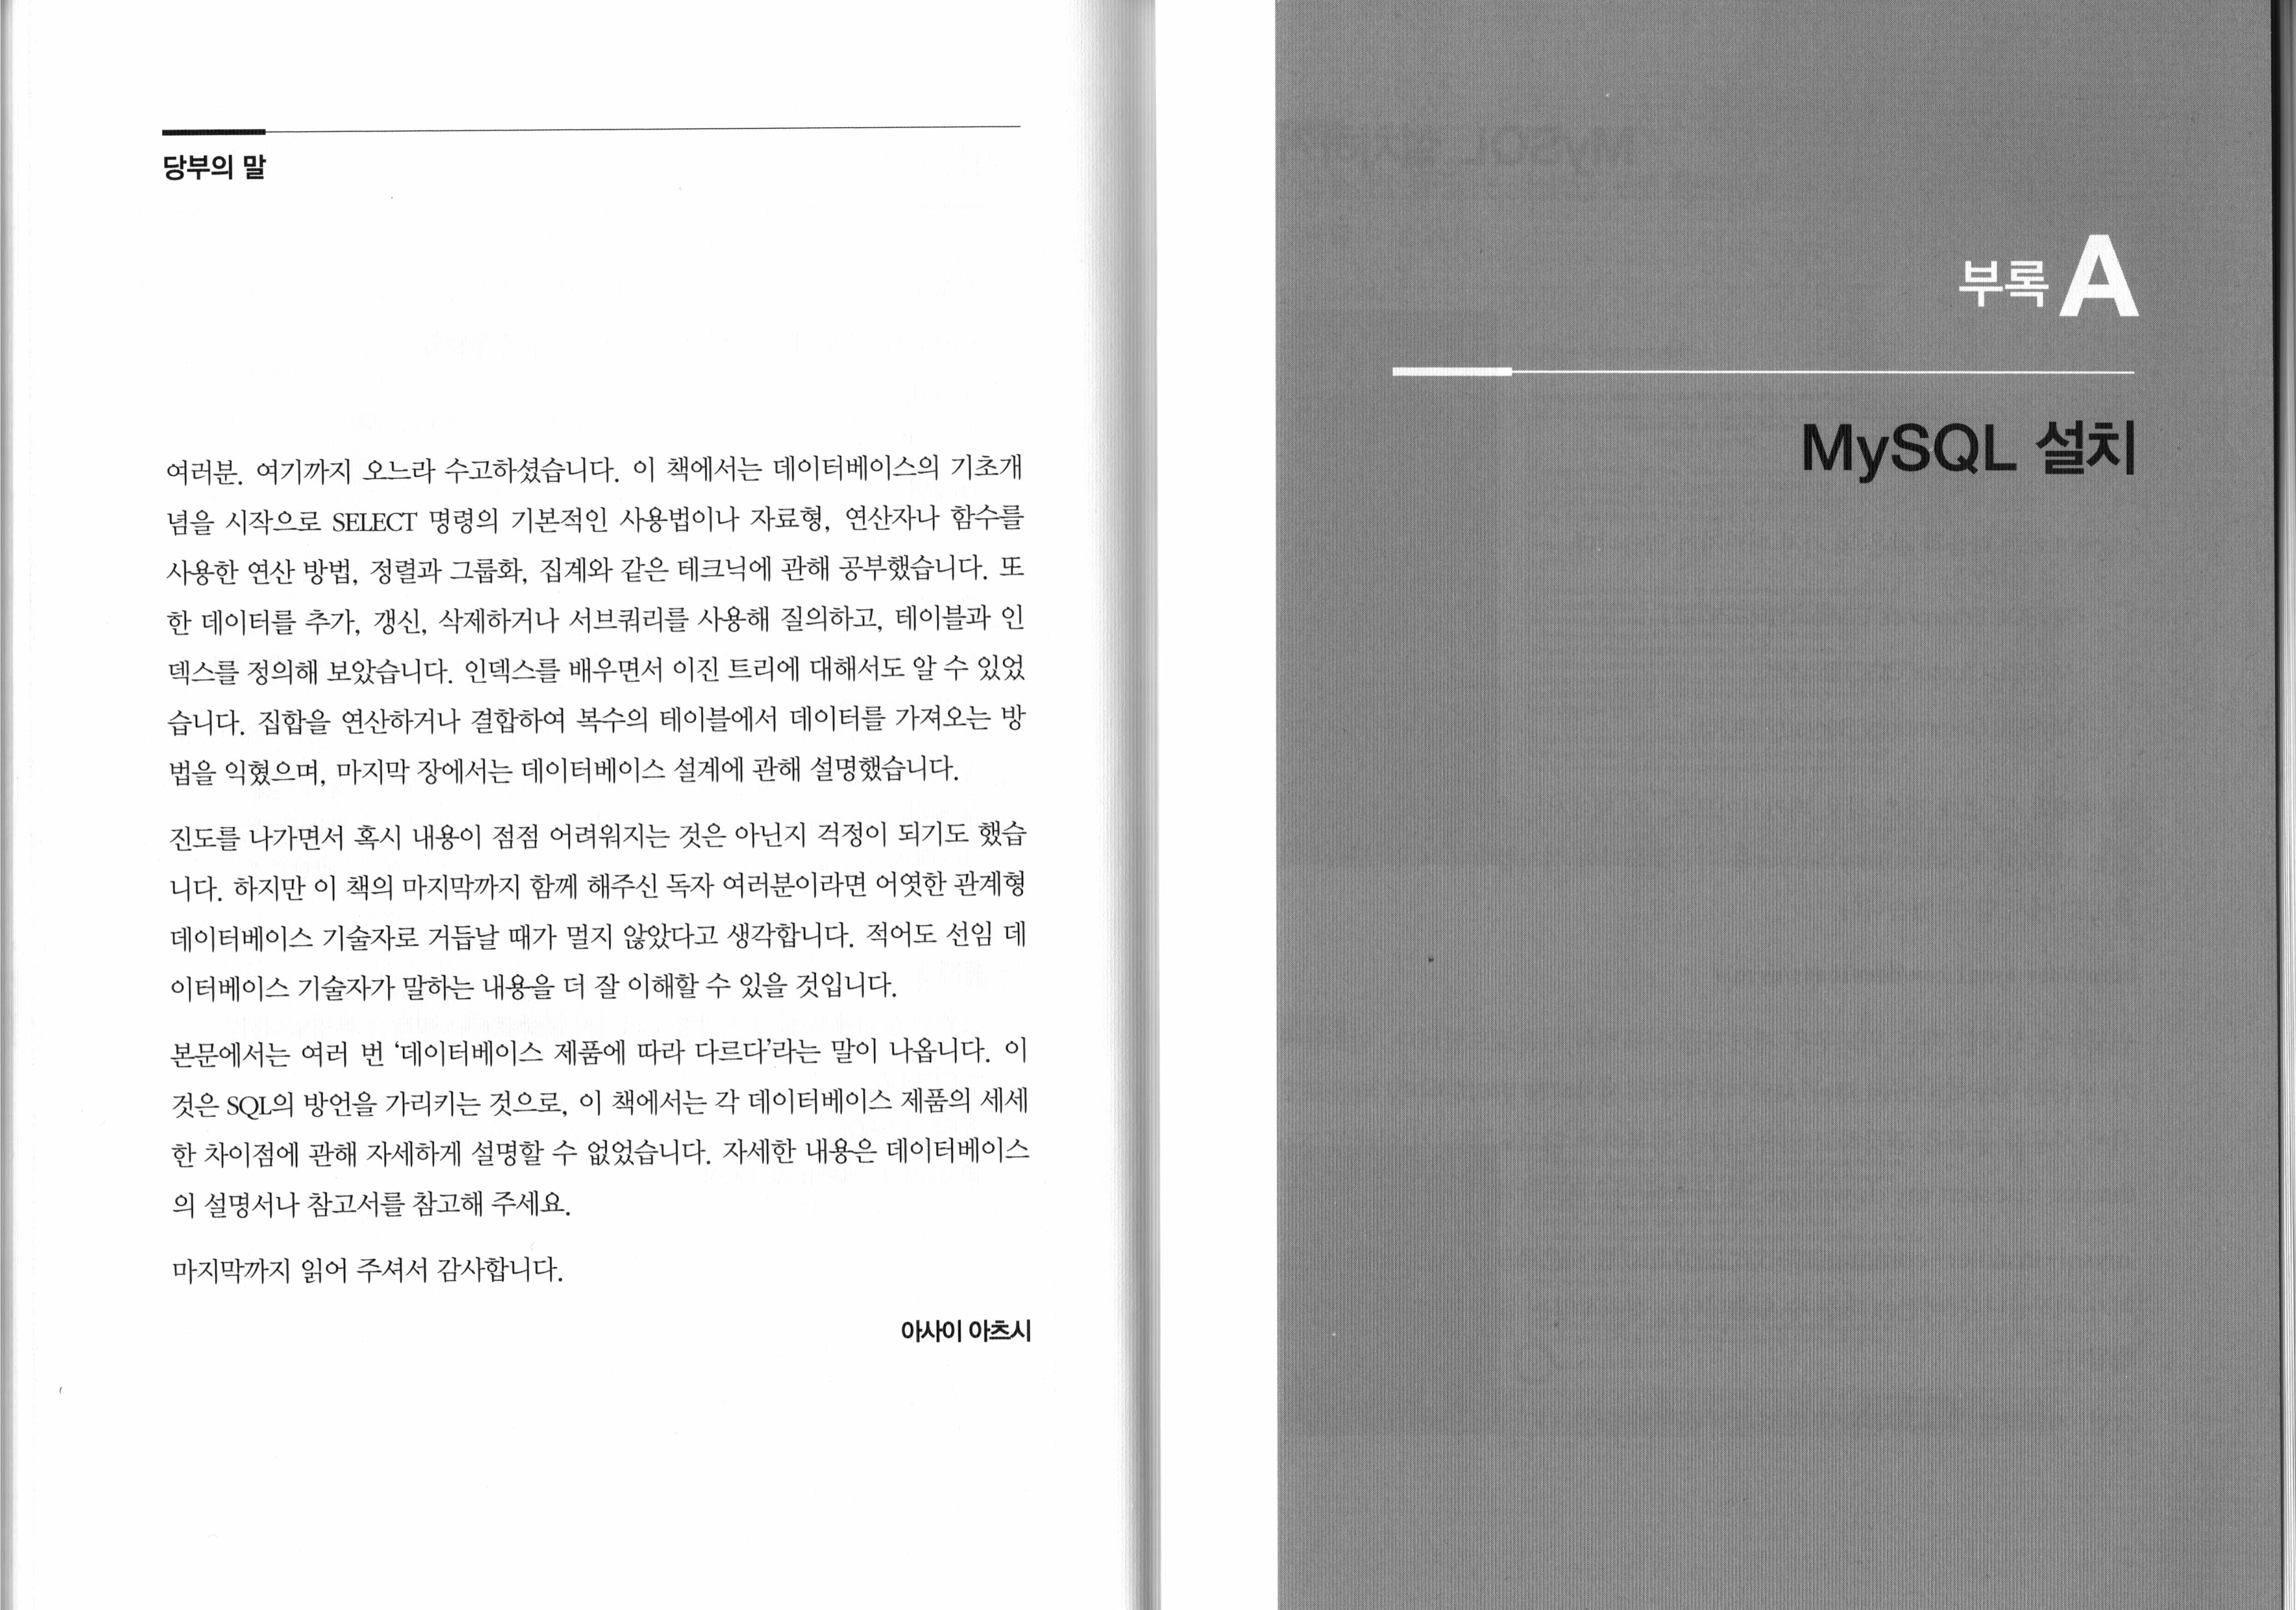 당부의 말
여러분. 여기까지 오느라 수고하셨습니다. 이 책에서는 데이터베이스의 기초개
념을 시작으로 SELECT 명령의 기본적인 사용법이나 자료형, 연산자나 함수를
사용한 연산 방법, 정렬과 그룹화, 집계와 같은 테크닉에 관해 공부했습니다. 또
한 데이터를 추가, 갱신, 삭제하거나 서브쿼리를 사용해 질의하고, 테이블과 인
덱스를 정의해 보았습니다. 인덱스를 배우면서 이진 트리에 대해서도 알 수 있었
습니다. 집합을 연산하거나 결합하여 복수의 테이블에서 데이터를 가져오는 방
법을 익혔으며, 마지막 장에서는 데이터베이스 설계에 관해 설명했습니다.
진도를 나가면서 혹시 내용이 점점 어려워지는 것은 아닌지 걱정이 되기도 했습
니다. 하지만 이 책의 마지막까지 함께 해주신 독자 여러분이라면 어엿한 관계형
데이터베이스 기술자로 거듭날 때가 멀지 않았다고 생각합니다. 적어도 선임 데
이터베이스 기술자가 말하는 내용을 더 잘 이해할 수 있을 것입니다.
본문에서는 여러 번 ‘데이터베이스 제품에 따라 다르다’라는 말이 나옵니다. 이
것은 SQL의 방언을 가리키는 것으로, 이 책에서는 각 데이터베이스 제품의 세세
한 차이점에 관해 자세하게 설명할 수 없었습니다. 자세한 내용은 데이터베이스
의 설명서나 참고서를 참고해 주세요.
마지막까지 읽어 주셔서 감사합니다.
아사이 아츠시
부록 A
MySQL 설치